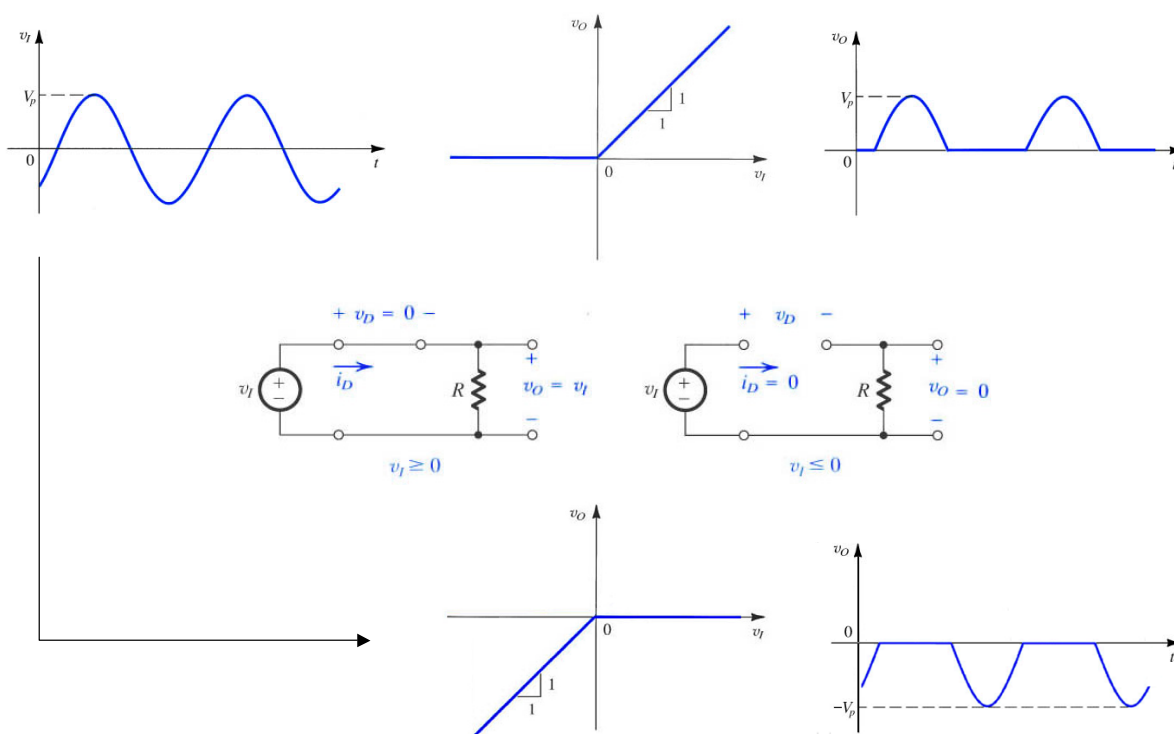 v_I
V_p
0
t
v_O
1
1
0
v_I
v_O
V_p
0
t
+ v_D = 0 −
i_D
v_I
+
−
R
+
v_O = v_I
−
v_I ≥ 0
+ v_D −
i_D = 0
v_I
+
−
R
+
v_O = 0
−
v_I ≤ 0
v_O
0
v_I
1
1
v_O
0
t
−V_p